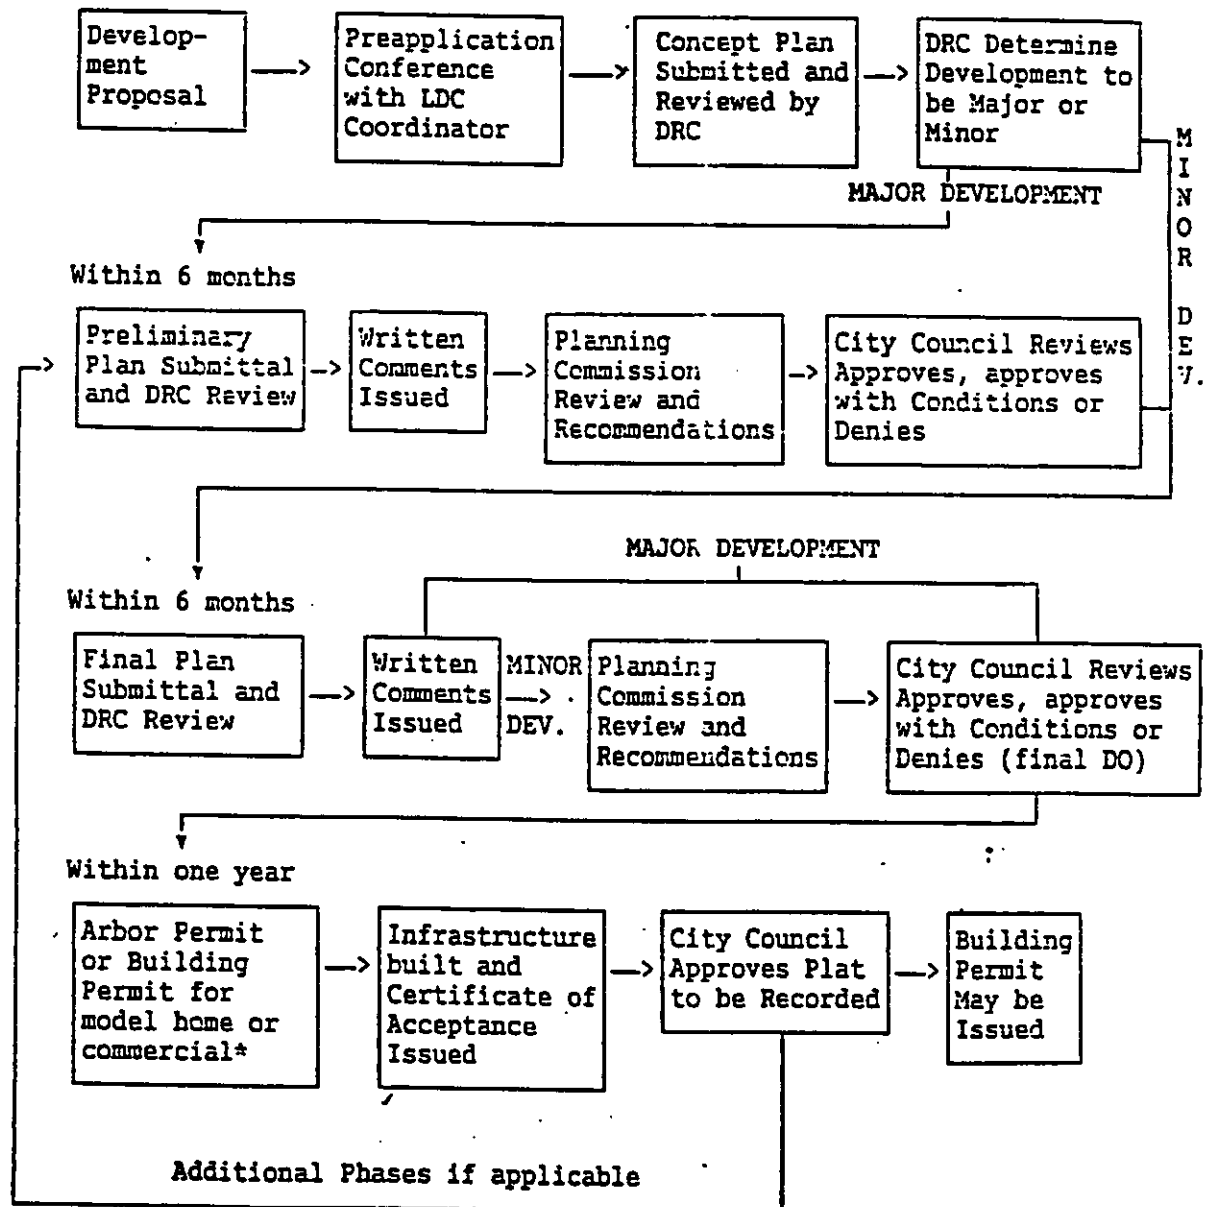 Develop-
ment
Proposal
Preapplication
Conference
with LDC
Coordinator
Concept Plan
Submitted and
Reviewed by
DRC
DRC Determine
Development to
be Major or
Minor
MINOR DEV.
MAJOR DEVELOPMENT
Within 6 months
Preliminary
Plan Submittal
and DRC Review
Written
Comments
Issued
Planning
Commission
Review and
Recommendations
City Council Reviews
Approves, approves
with Conditions or
Denies
MAJOR DEVELOPMENT
Within 6 months
Final Plan
Submittal and
DRC Review
Written
Comments
Issued
MINOR
DEV.
Planning
Commission
Review and
Recommendations
City Council Reviews
Approves, approves
with Conditions or
Denies (final DO)
Within one year
Arbor Permit
or Building
Permit for
model home or
commercial*
Infrastructure
built and
Certificate of
Acceptance
Issued
City Council
Approves Plat
to be Recorded
Building
Permit
May be
Issued
Additional Phases if applicable